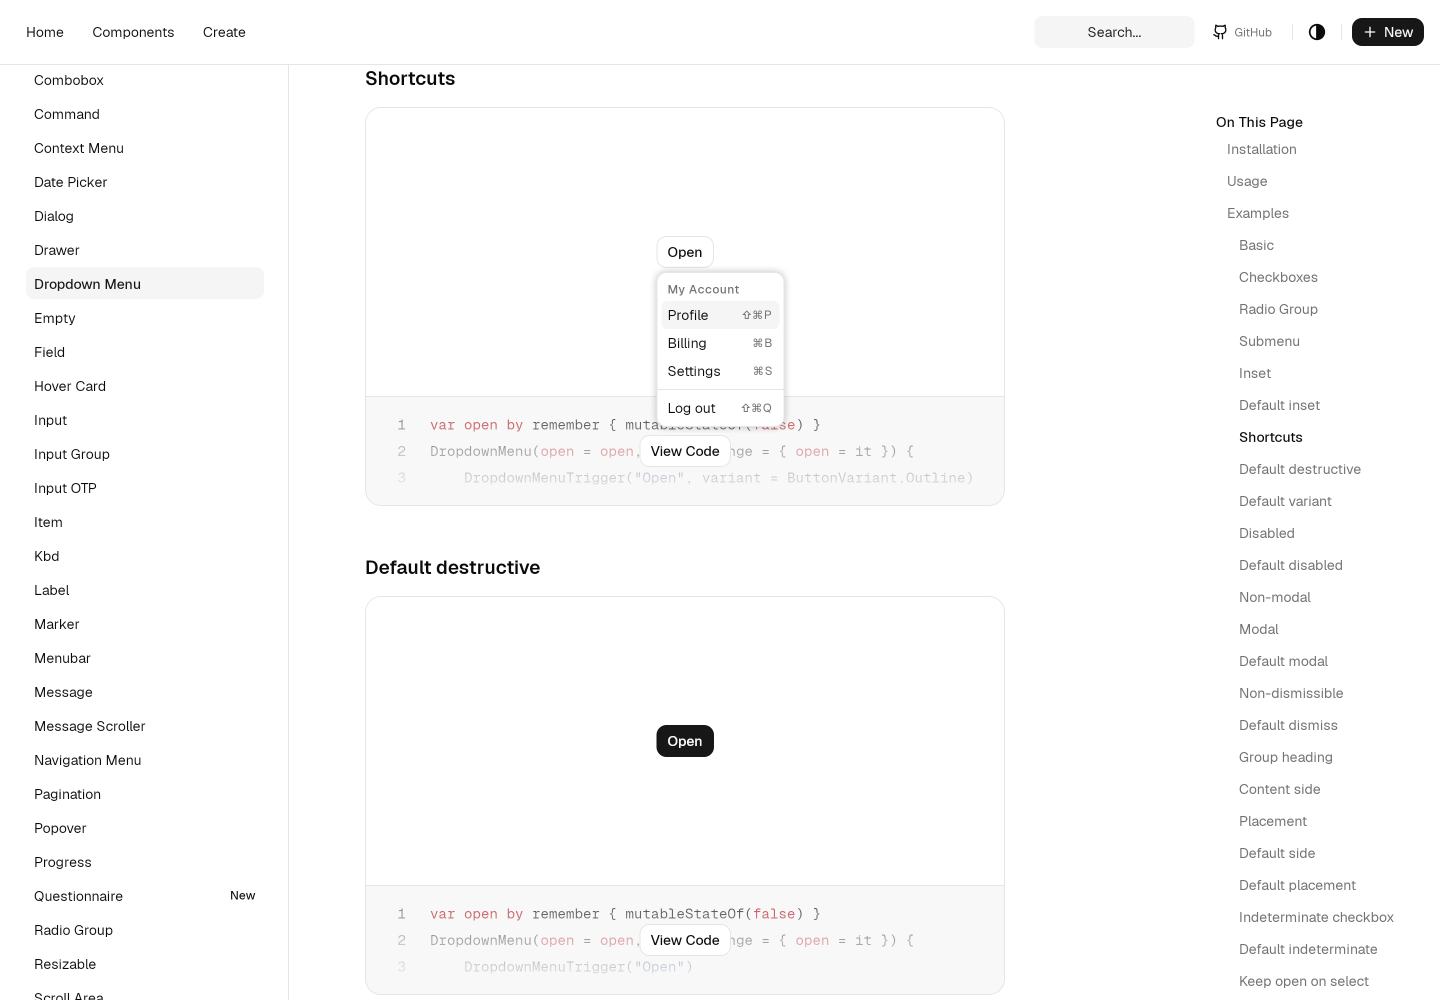 Home Components Create Search... GitHub New
Combobox
Command
Context Menu
Date Picker
Dialog
Drawer
Dropdown Menu
Empty
Field
Hover Card
Input
Input Group
Input OTP
Item
Kbd
Label
Marker
Menubar
Message
Message Scroller
Navigation Menu
Pagination
Popover
Progress
Questionnaire New
Radio Group
Resizable
Scroll Area
Shortcuts
Open
My Account
Profile ⇧⌘P
Billing ⌘B
Settings ⌘S
Log out ⇧⌘Q
1 var open by remember { mutableStateOf(false) }
2 DropdownMenu(open = open, nge = { open = it }) {
View Code
3 DropdownMenuTrigger("Open", variant = ButtonVariant.Outline)
Default destructive
Open
1 var open by remember { mutableStateOf(false) }
2 DropdownMenu(open = open, nge = { open = it }) {
View Code
3 DropdownMenuTrigger("Open")
On This Page
Installation
Usage
Examples
Basic
Checkboxes
Radio Group
Submenu
Inset
Default inset
Shortcuts
Default destructive
Default variant
Disabled
Default disabled
Non-modal
Modal
Default modal
Non-dismissible
Default dismiss
Group heading
Content side
Placement
Default side
Default placement
Indeterminate checkbox
Default indeterminate
Keep open on select